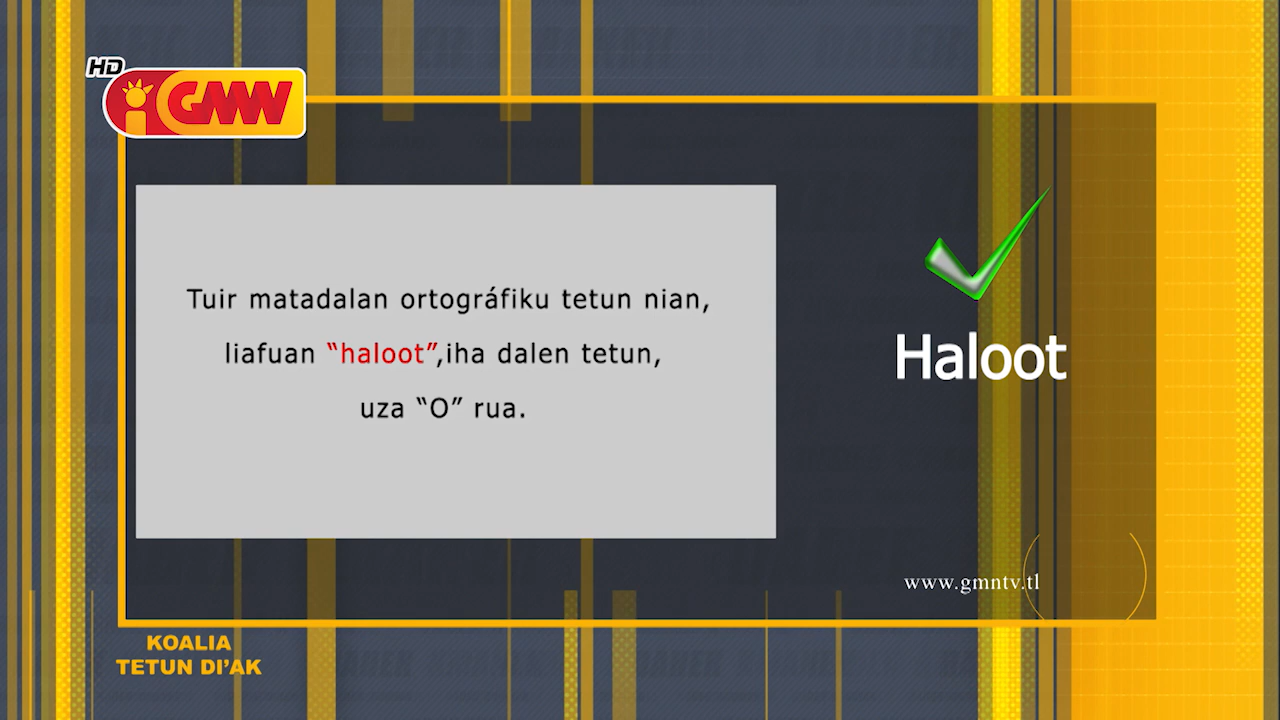 HD
GMN
Tuir matadalan ortográfiku tetun nian,
liafuan “haloot”,iha dalen tetun,
uza “O” rua.
Haloot
www.gmntv.tl
KOALIA
TETUN DI’AK